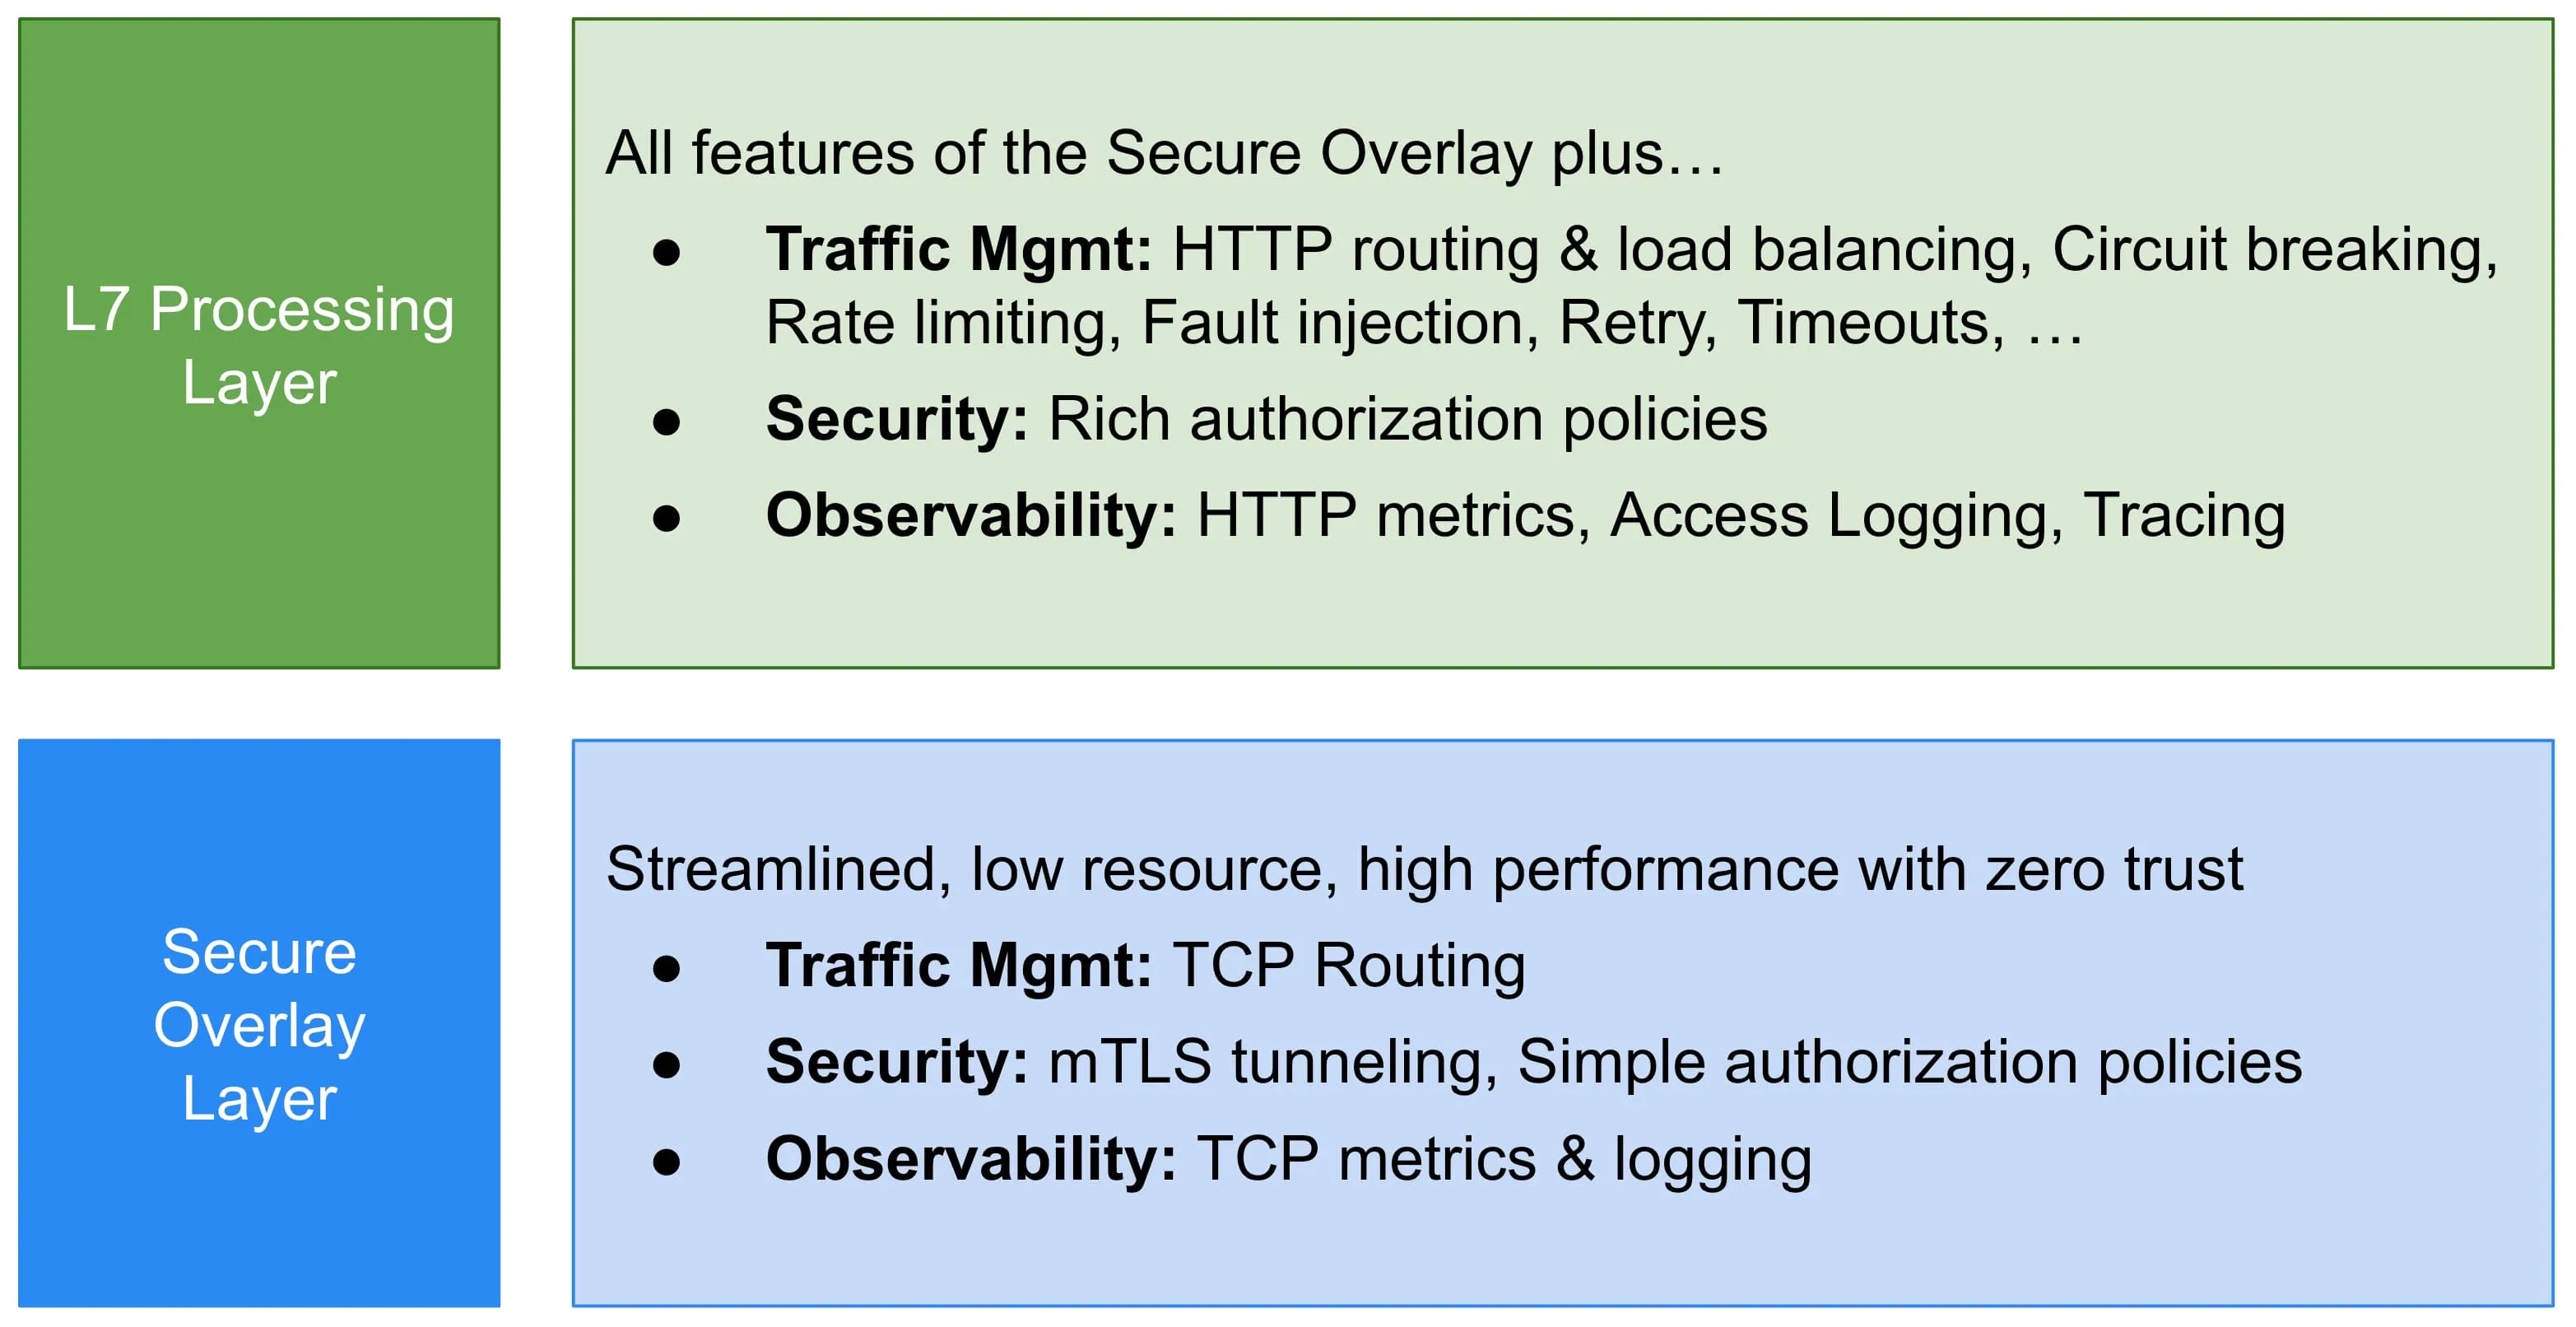 L7 Processing
Layer
All features of the Secure Overlay plus…
● Traffic Mgmt: HTTP routing & load balancing, Circuit breaking,
Rate limiting, Fault injection, Retry, Timeouts, …
● Security: Rich authorization policies
● Observability: HTTP metrics, Access Logging, Tracing
Secure
Overlay
Layer
Streamlined, low resource, high performance with zero trust
● Traffic Mgmt: TCP Routing
● Security: mTLS tunneling, Simple authorization policies
● Observability: TCP metrics & logging